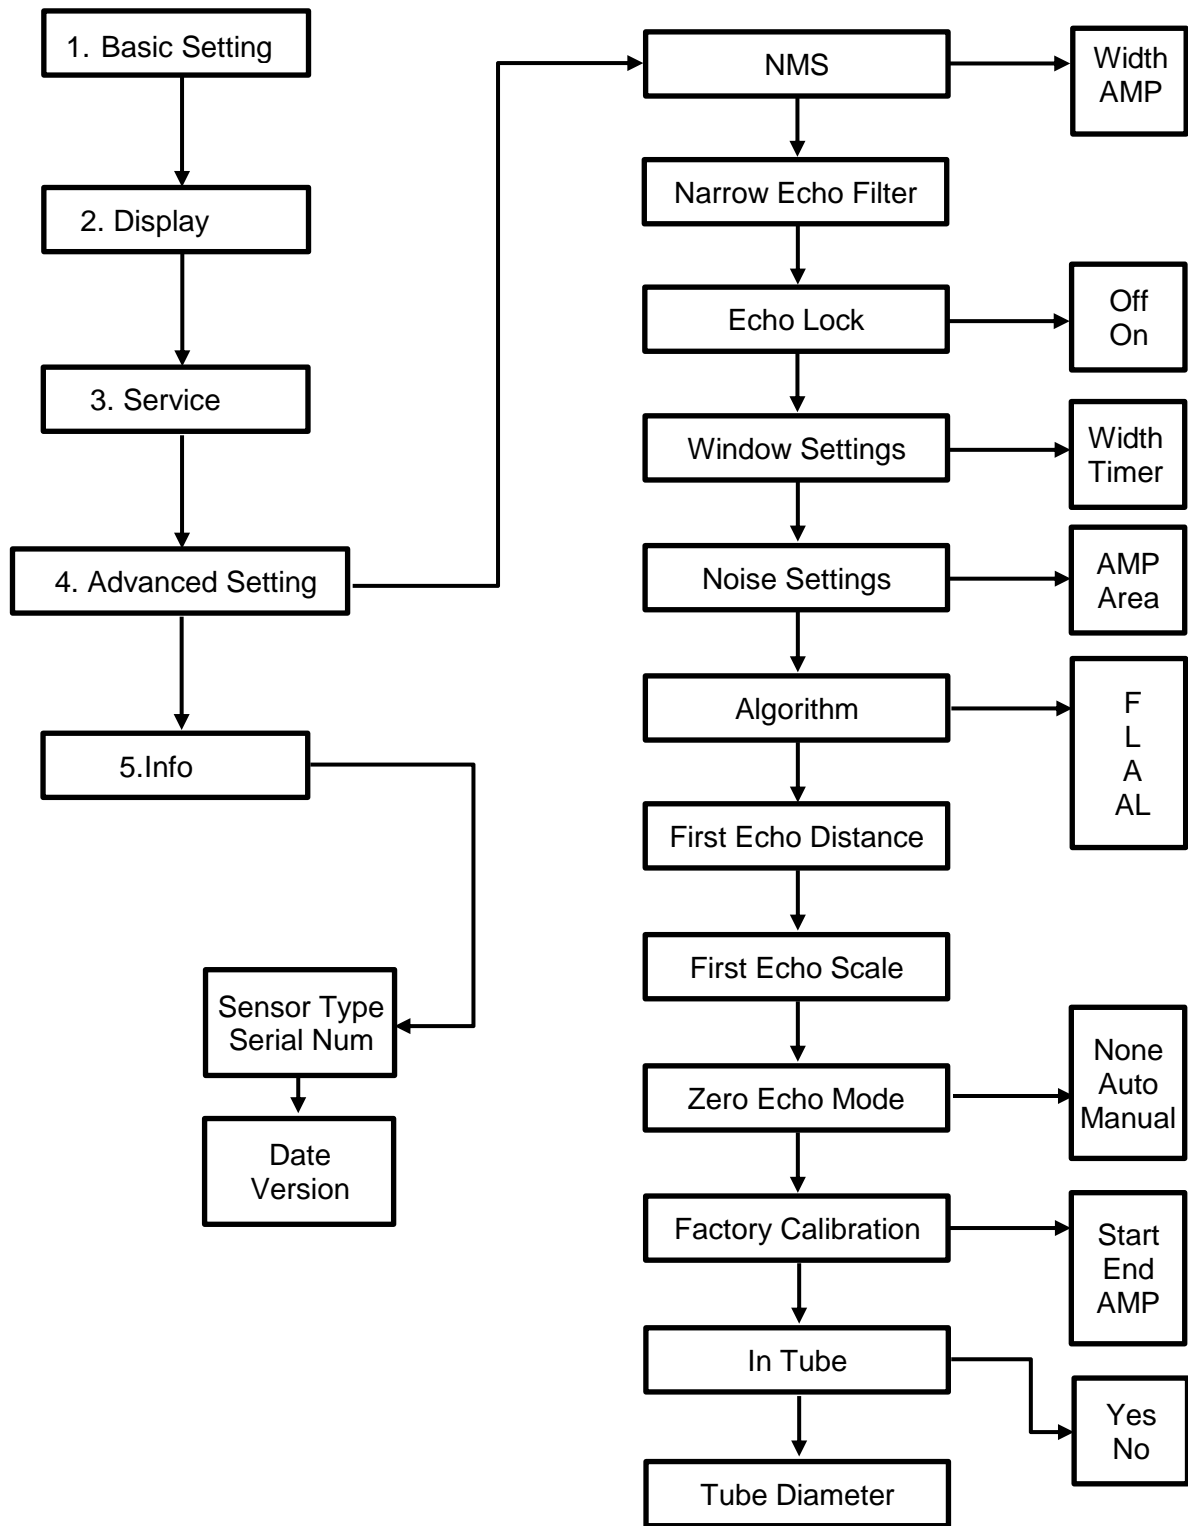 1. Basic Setting
2. Display
3. Service
4. Advanced Setting
5.Info
Sensor Type
Serial Num
Date
Version
NMS
Width
AMP
Narrow Echo Filter
Echo Lock
Off
On
Window Settings
Width
Timer
Noise Settings
AMP
Area
Algorithm
F
L
A
AL
First Echo Distance
First Echo Scale
Zero Echo Mode
None
Auto
Manual
Factory Calibration
Start
End
AMP
In Tube
Yes
No
Tube Diameter